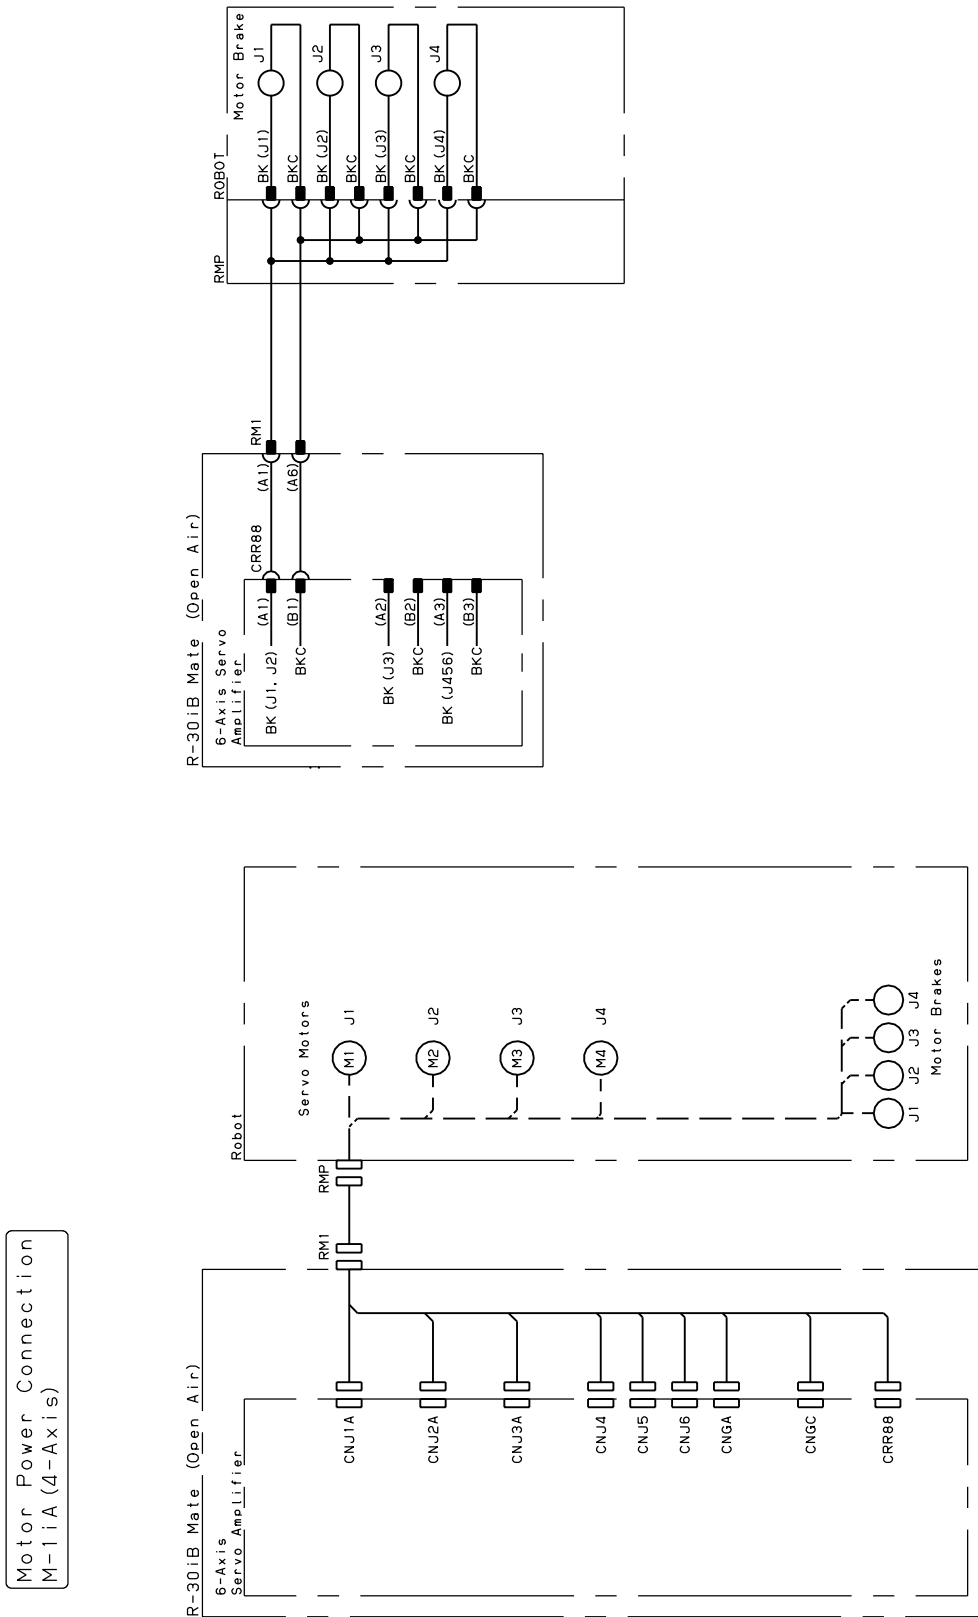 Motor Power Connection
M-1iA (4-Axis)
R-30iB Mate (Open Air)
6-Axis
Servo Amplifier
CNJ1A
CNJ2A
CNJ3A
CNJ4
CNJ5
CNJ6
CNGA
CNGC
CRR88
RM1
RMP
Robot
Servo Motors
M1
J1
M2
J2
M3
J3
M4
J4
J1
J2
J3
J4
Motor Brakes
R-30iB Mate (Open Air)
6-Axis Servo
Amplifier
BK (J1, J2)
(A1)
BKC
(B1)
BK (J3)
(A2)
BKC
(B2)
BK (J456)
(A3)
BKC
(B3)
CRR88
(A1)
(A6)
RM1
RMP
ROBOT
Motor Brake
BK (J1)
J1
BKC
BK (J2)
J2
BKC
BK (J3)
J3
BKC
BK (J4)
J4
BKC